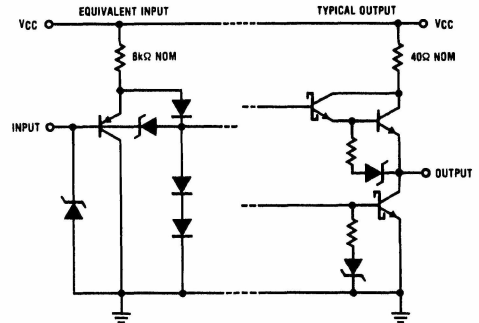 EQUIVALENT INPUT
TYPICAL OUTPUT
VCC
VCC
8kΩ NOM
40Ω NOM
INPUT
OUTPUT